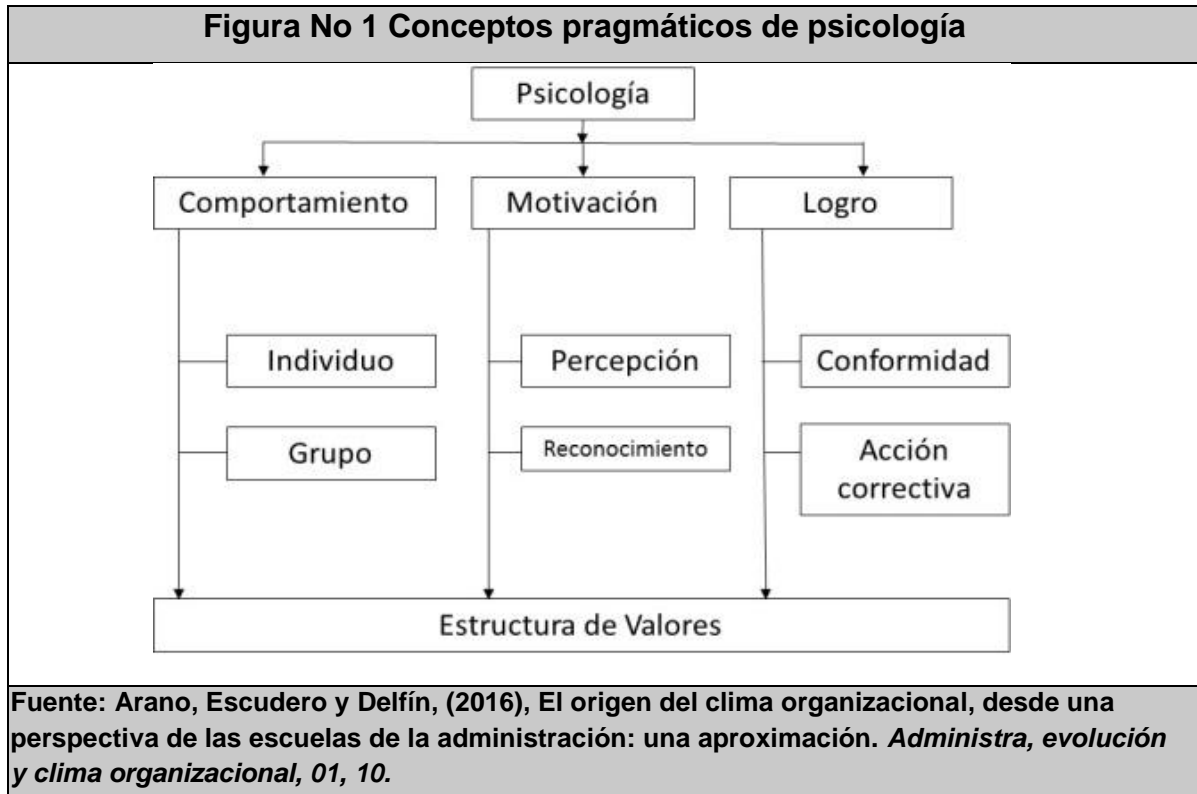 Figura No 1 Conceptos pragmáticos de psicología
Psicología
Comportamiento
Motivación
Logro
Individuo
Percepción
Conformidad
Grupo
Reconocimiento
Acción
correctiva
Estructura de Valores
Fuente: Arano, Escudero y Delfín, (2016), El origen del clima organizacional, desde una
perspectiva de las escuelas de la administración: una aproximación. Administra, evolución
y clima organizacional, 01, 10.